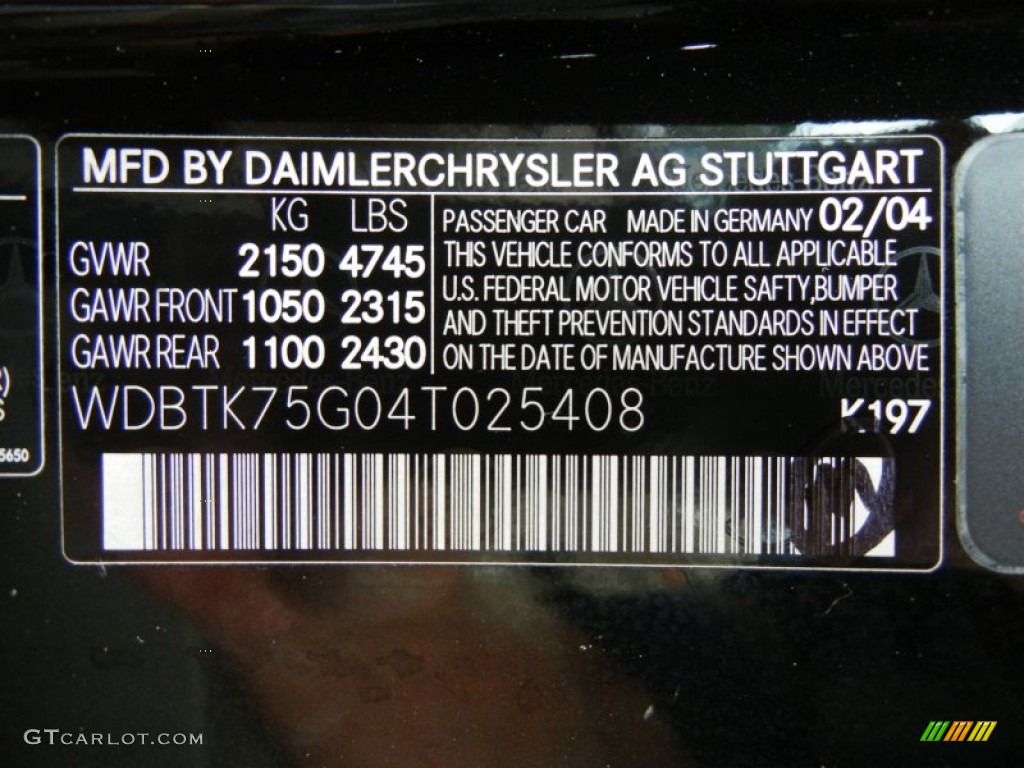 MFD BY DAIMLERCHRYSLER AG STUTTGART
KG LBS
GVWR 2150 4745
GAWR FRONT 1050 2315
GAWR REAR 1100 2430
PASSENGER CAR MADE IN GERMANY 02/04
THIS VEHICLE CONFORMS TO ALL APPLICABLE
U.S. FEDERAL MOTOR VEHICLE SAFTY,BUMPER
AND THEFT PREVENTION STANDARDS IN EFFECT
ON THE DATE OF MANUFACTURE SHOWN ABOVE
WDBTK75G04T025408 K197
5650
GTCARLOT.COM